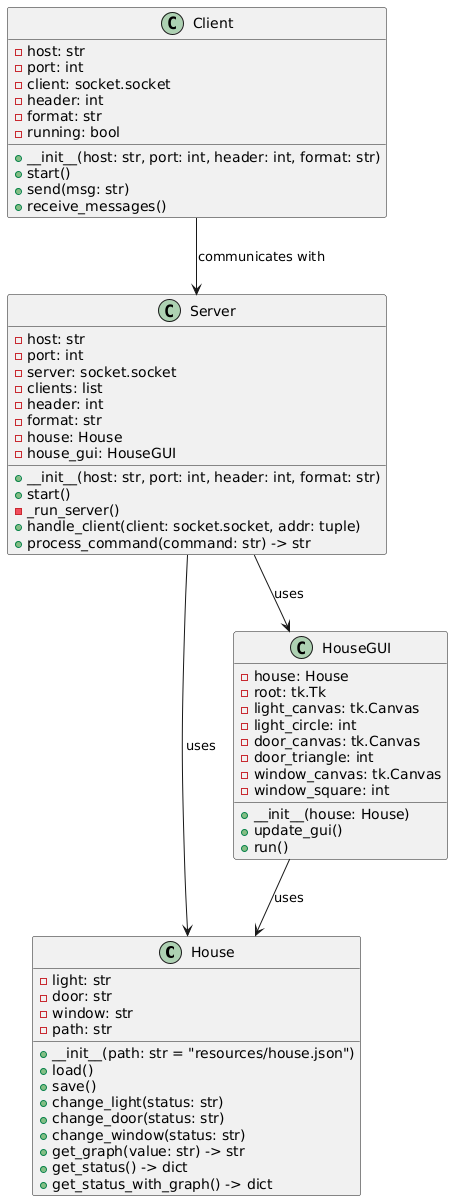 C Client
host: str
port: int
client: socket.socket
header: int
format: str
running: bool
__init__(host: str, port: int, header: int, format: str)
start()
send(msg: str)
receive_messages()
communicates with
C Server
host: str
port: int
server: socket.socket
clients: list
header: int
format: str
house: House
house_gui: HouseGUI
__init__(host: str, port: int, header: int, format: str)
start()
_run_server()
handle_client(client: socket.socket, addr: tuple)
process_command(command: str) -> str
uses
C HouseGUI
house: House
root: tk.Tk
light_canvas: tk.Canvas
light_circle: int
door_canvas: tk.Canvas
door_triangle: int
window_canvas: tk.Canvas
window_square: int
__init__(house: House)
update_gui()
run()
uses
uses
C House
light: str
door: str
window: str
path: str
__init__(path: str = "resources/house.json")
load()
save()
change_light(status: str)
change_door(status: str)
change_window(status: str)
get_graph(value: str) -> str
get_status() -> dict
get_status_with_graph() -> dict